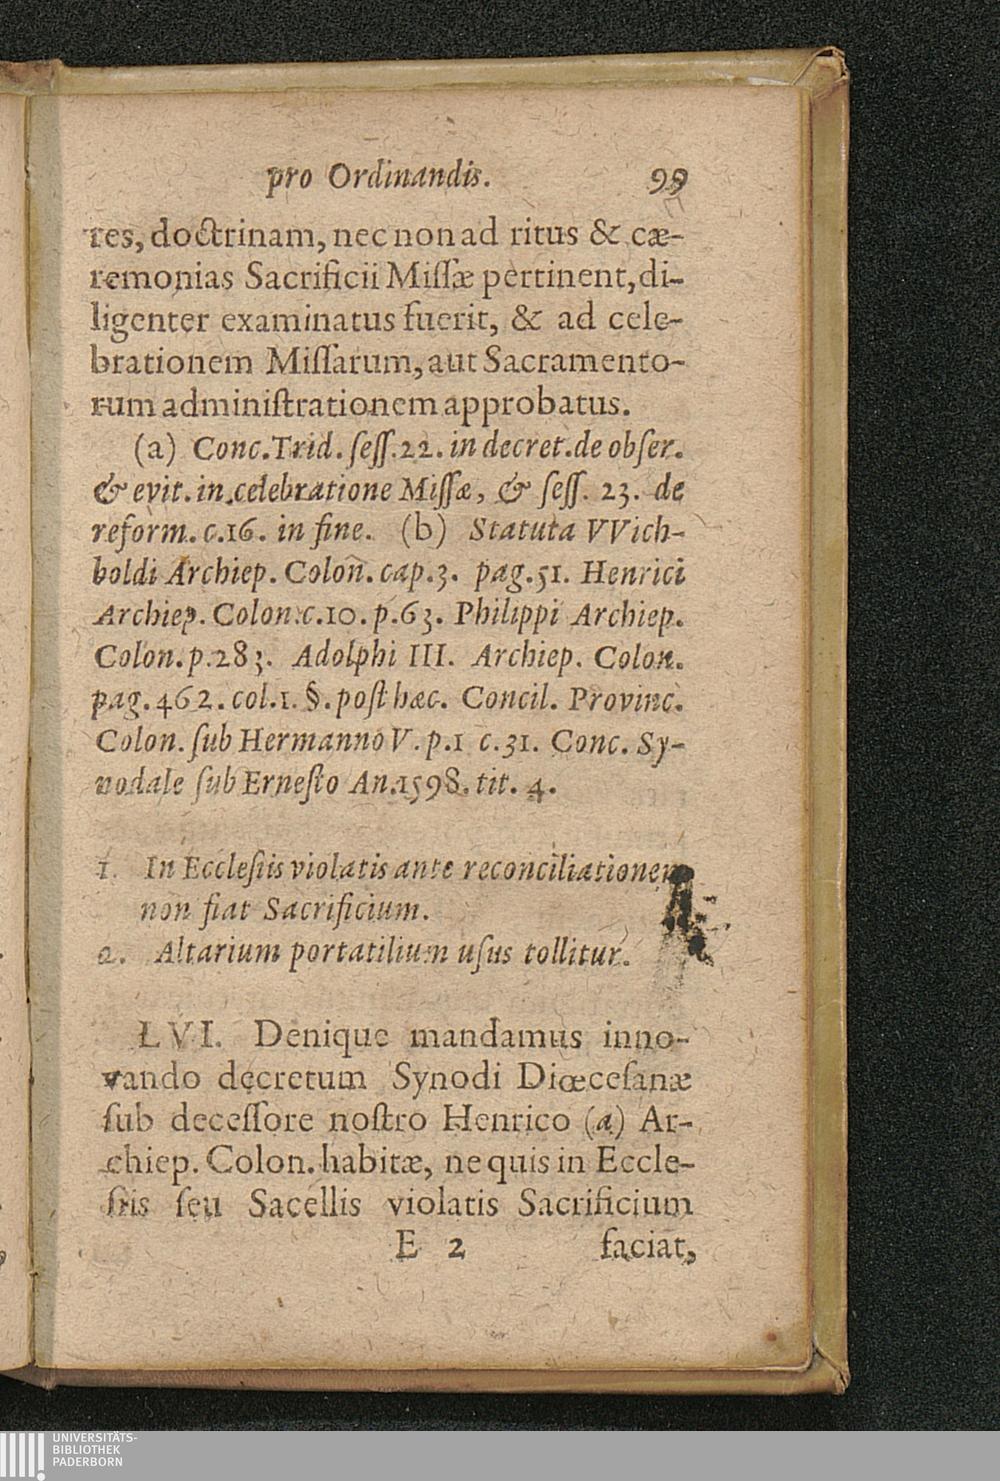 pro Ordinandis. 99
res, doctrinam, nec non ad ritus & cæ-
remonias Sacrificii Miſſæ pertinent, di-
ligenter examinatus fuerit, & ad cele-
brationem Miſſarum, aut Sacramento-
rum adminiſtrationem approbatus.
(a) Conc. Trid. ſeſſ. 22. in decret. de obſer.
& evit. in celebratione Miſſæ, & ſeſſ. 23. de
reform. c. 16. in fine. (b) Statuta VVich-
boldi Archiep. Colon̄. cap. 3. pag. 51. Henrici
Archiep. Colon. c. 10. p. 63. Philippi Archiep.
Colon. p. 283. Adolphi III. Archiep. Colon.
pag. 462. col. 1. §. poſt hæc. Concil. Provinc.
Colon. ſub Hermanno V. p. 1 c. 31. Conc. Sy-
nodale ſub Erneſto An. 1598. tit. 4.
1. In Eccleſiis violatis ante reconciliationem
non fiat Sacrificium.
2. Altarium portatilium uſus tollitur.
LVI. Denique mandamus inno-
vando decretum Synodi Diœceſanæ
ſub deceſſore noſtro Henrico (a) Ar-
chiep. Colon. habitæ, ne quis in Eccle-
ſiis ſeu Sacellis violatis Sacrificium
E 2 faciat,
UNIVERSITÄTS-
BIBLIOTHEK
PADERBORN